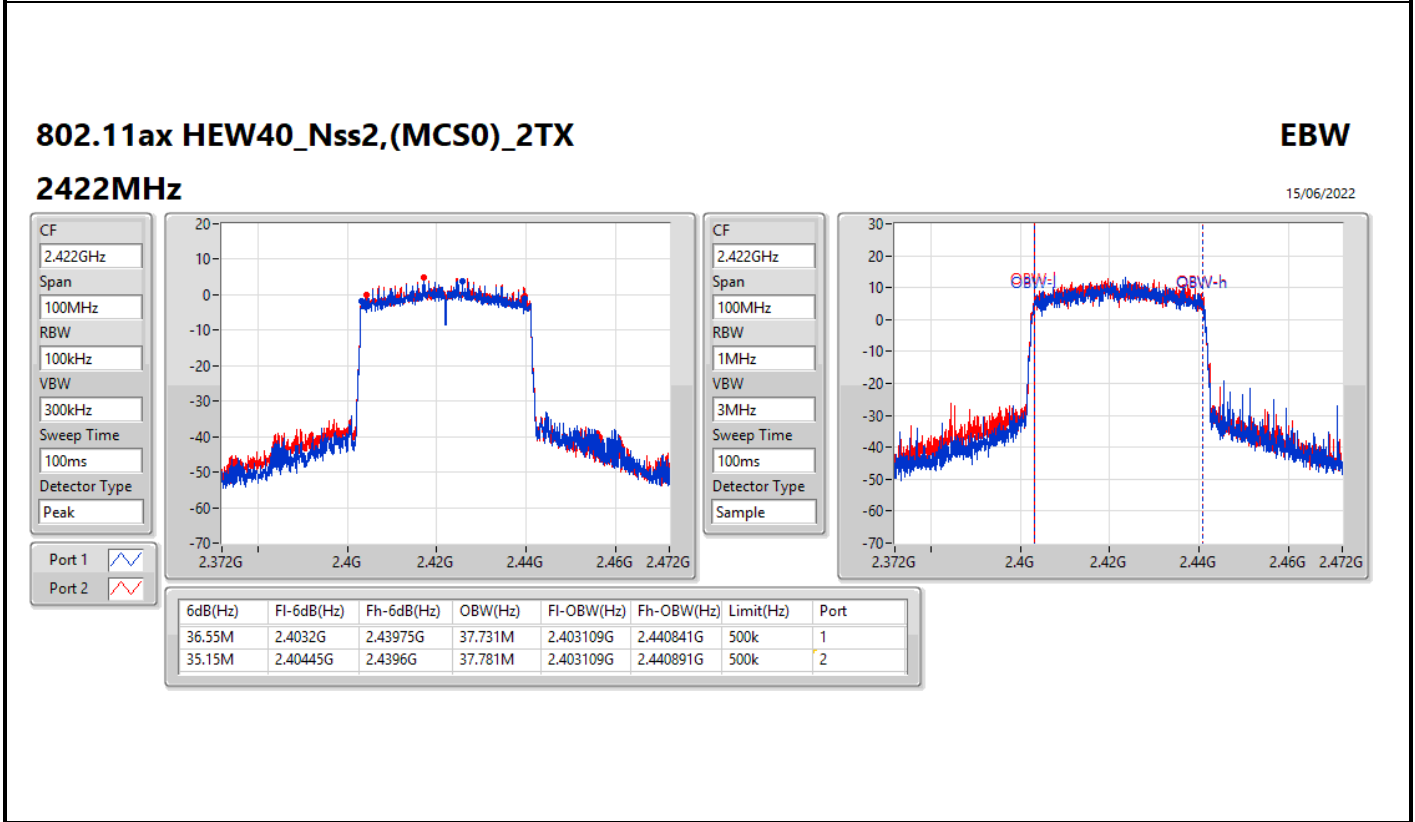 802.11ax HEW40_Nss2,(MCS0)_2TX
EBW
2422MHz
15/06/2022
CF
2.422GHz
Span
100MHz
RBW
100kHz
VBW
300kHz
Sweep Time
100ms
Detector Type
Peak
Port 1
Port 2
20
10
0
-10
-20
-30
-40
-50
-60
-70
2.372G 2.4G 2.42G 2.44G 2.46G 2.472G
CF
2.422GHz
Span
100MHz
RBW
1MHz
VBW
3MHz
Sweep Time
100ms
Detector Type
Sample
30
20
10
0
-10
-20
-30
-40
-50
-60
-70
OBW-l OBW-h
2.372G 2.4G 2.42G 2.44G 2.46G 2.472G
6dB(Hz) Fl-6dB(Hz) Fh-6dB(Hz) OBW(Hz) Fl-OBW(Hz) Fh-OBW(Hz) Limit(Hz) Port
36.55M 2.4032G 2.43975G 37.731M 2.403109G 2.440841G 500k 1
35.15M 2.40445G 2.4396G 37.781M 2.403109G 2.440891G 500k 2